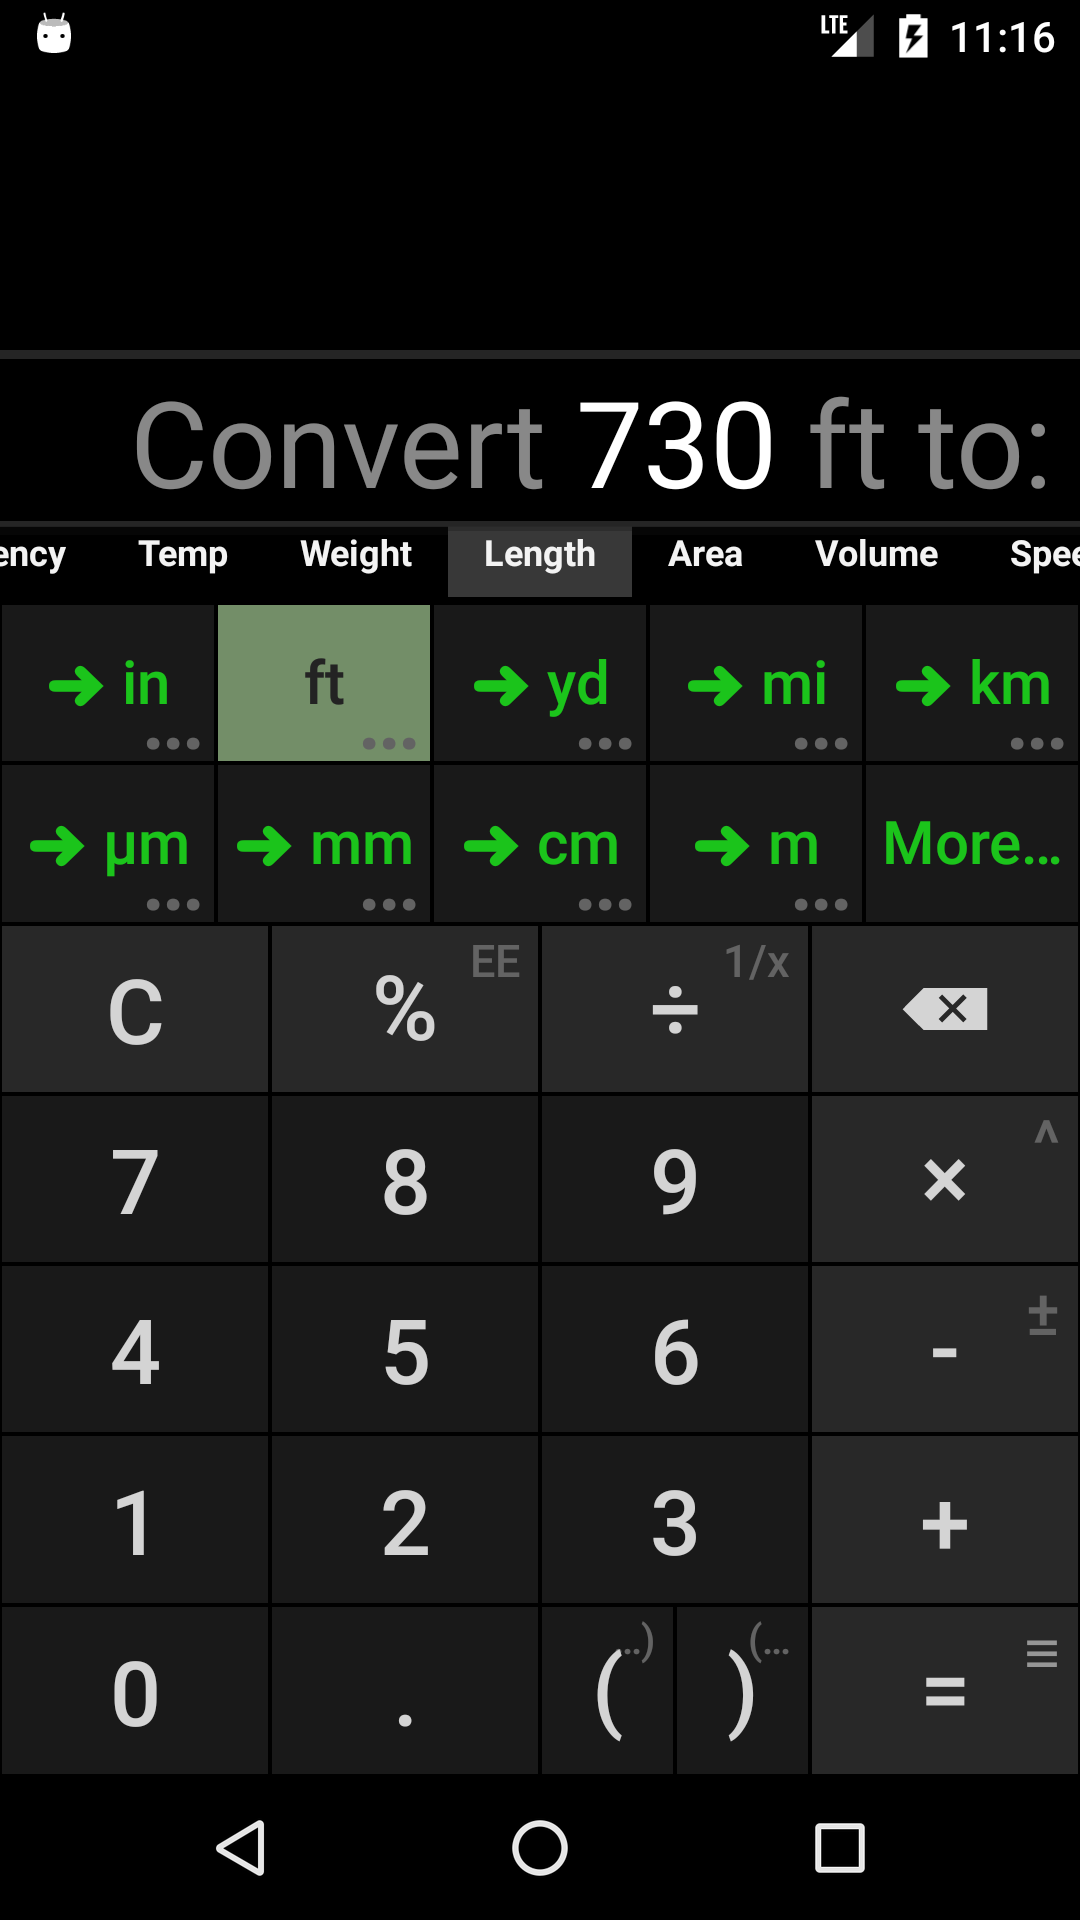 LTE 11:16
Convert 730 ft to:
ency Temp Weight Length Area Volume Spee
in ft yd mi km
µm mm cm m More...
C % EE ÷ 1/x
7 8 9 × ^
4 5 6 - ±
1 2 3 +
0 . ( ..) ) (... =